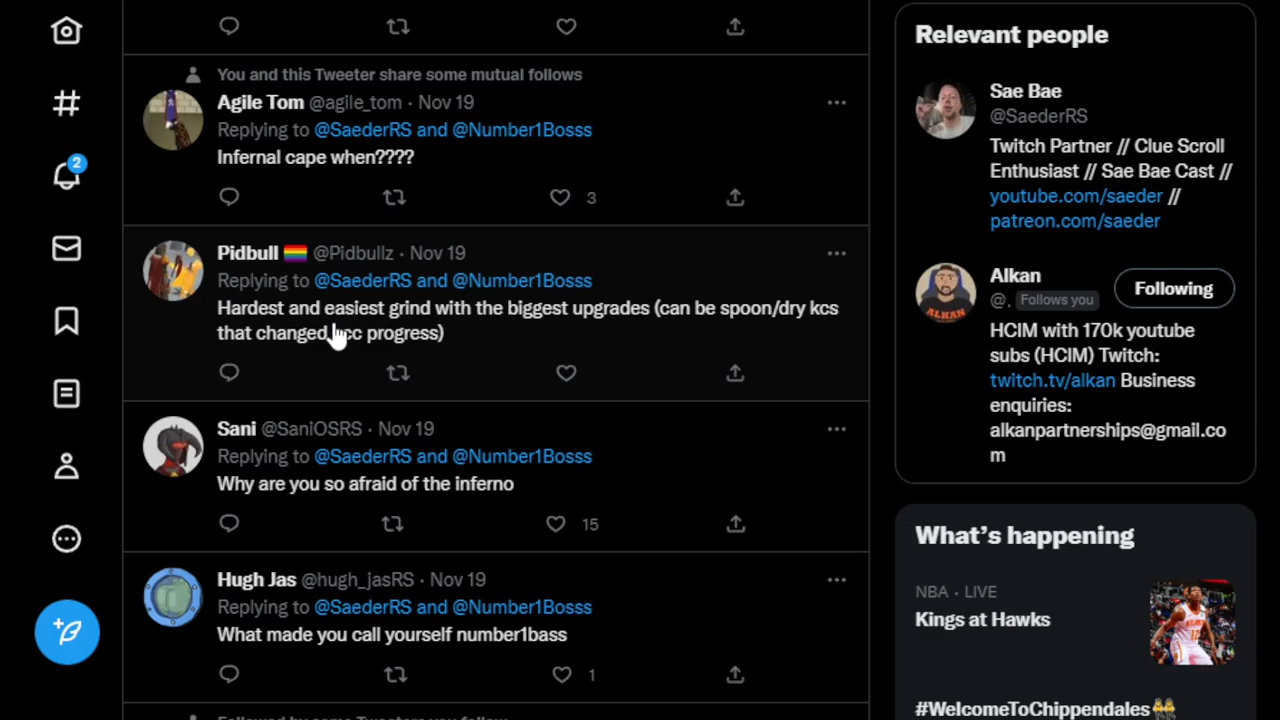 You and this Tweeter share some mutual follows
Agile Tom @agile_tom · Nov 19
Replying to @SaederRS and @Number1Bosss
Infernal cape when????
3
Pidbull @Pidbullz · Nov 19
Replying to @SaederRS and @Number1Bosss
Hardest and easiest grind with the biggest upgrades (can be spoon/dry kcs
that changed progress)
Sani @SaniOSRS · Nov 19
Replying to @SaederRS and @Number1Bosss
Why are you so afraid of the inferno
15
Hugh Jas @hugh_jasRS · Nov 19
Replying to @SaederRS and @Number1Bosss
What made you call yourself number1bass
1
2
Relevant people
Sae Bae
@SaederRS
Twitch Partner // Clue Scroll
Enthusiast // Sae Bae Cast //
youtube.com/saeder //
patreon.com/saeder
Alkan
@. Follows you
Following
HCIM with 170k youtube
subs (HCIM) Twitch:
twitch.tv/alkan Business
enquiries:
alkanpartnerships@gmail.co
m
What's happening
NBA · LIVE
Kings at Hawks
#WelcomeToChippendales